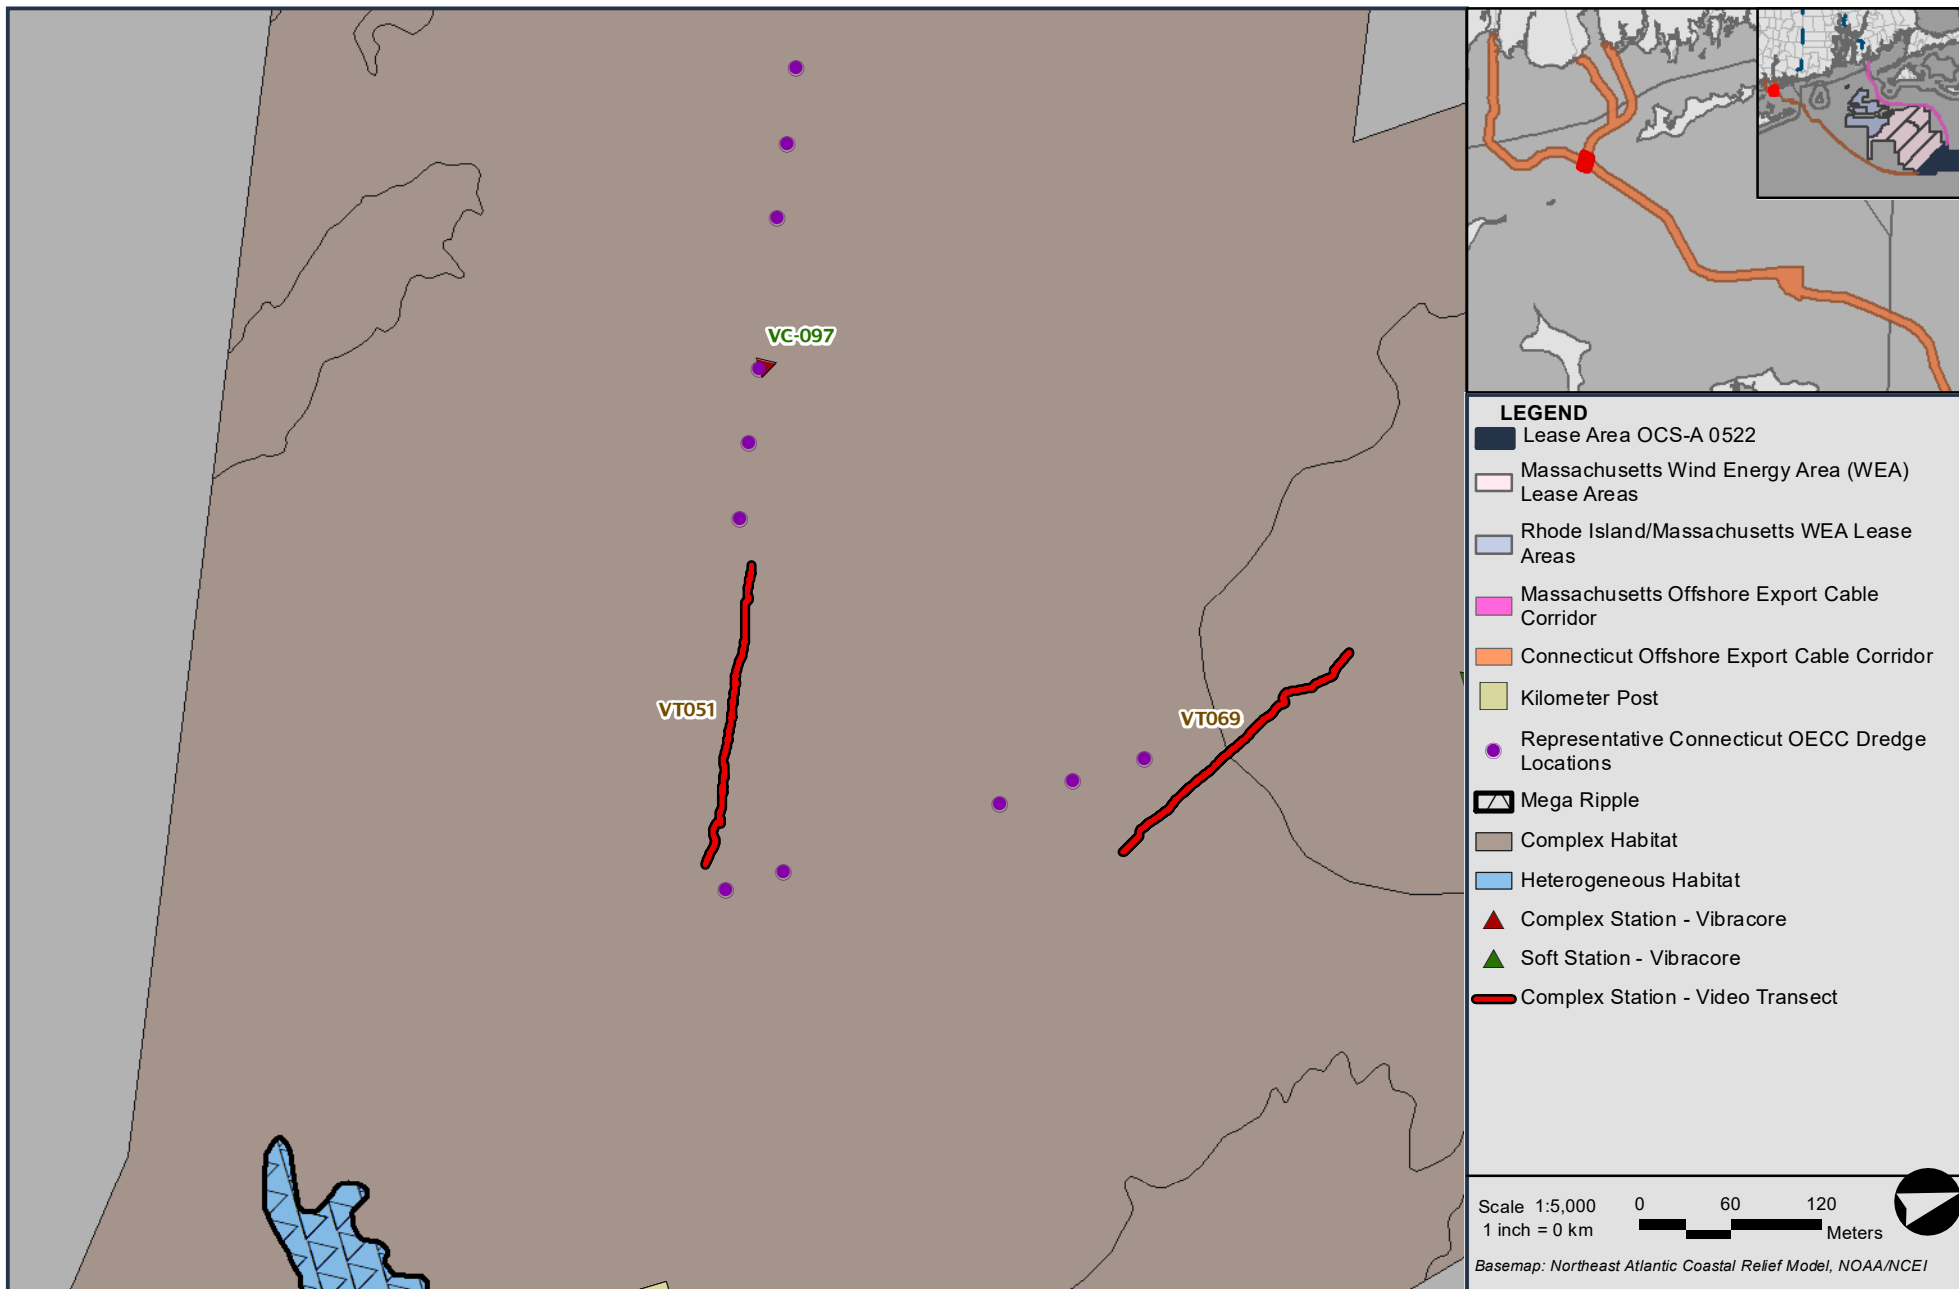 VC-097
VT051
VT069
LEGEND
Lease Area OCS-A 0522
Massachusetts Wind Energy Area (WEA)
Lease Areas
Rhode Island/Massachusetts WEA Lease
Areas
Massachusetts Offshore Export Cable
Corridor
Connecticut Offshore Export Cable Corridor
Kilometer Post
Representative Connecticut OECC Dredge
Locations
Mega Ripple
Complex Habitat
Heterogeneous Habitat
Complex Station - Vibracore
Soft Station - Vibracore
Complex Station - Video Transect
Scale 1:5,000
1 inch = 0 km
0 60 120
Meters
Basemap: Northeast Atlantic Coastal Relief Model, NOAA/NCEI